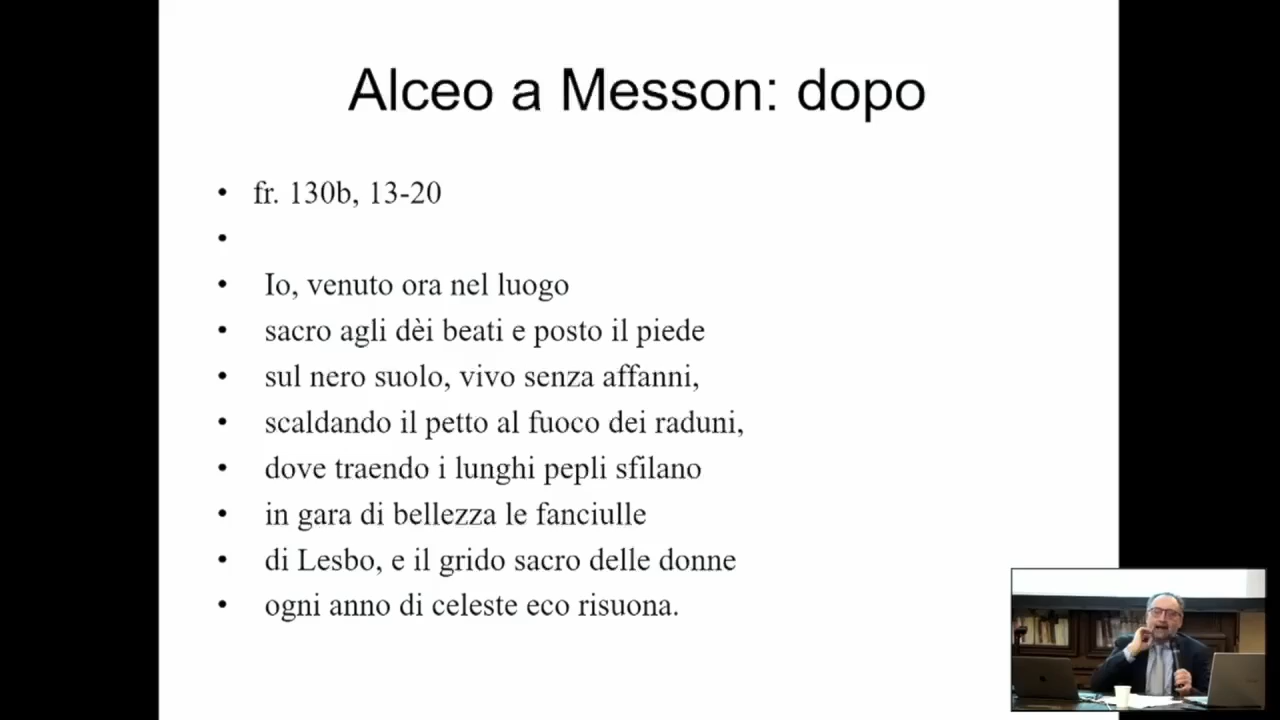 Alceo a Messon: dopo
• fr. 130b, 13-20
•
• Io, venuto ora nel luogo
• sacro agli dèi beati e posto il piede
• sul nero suolo, vivo senza affanni,
• scaldando il petto al fuoco dei raduni,
• dove traendo i lunghi pepli sfilano
• in gara di bellezza le fanciulle
• di Lesbo, e il grido sacro delle donne
• ogni anno di celeste eco risuona.